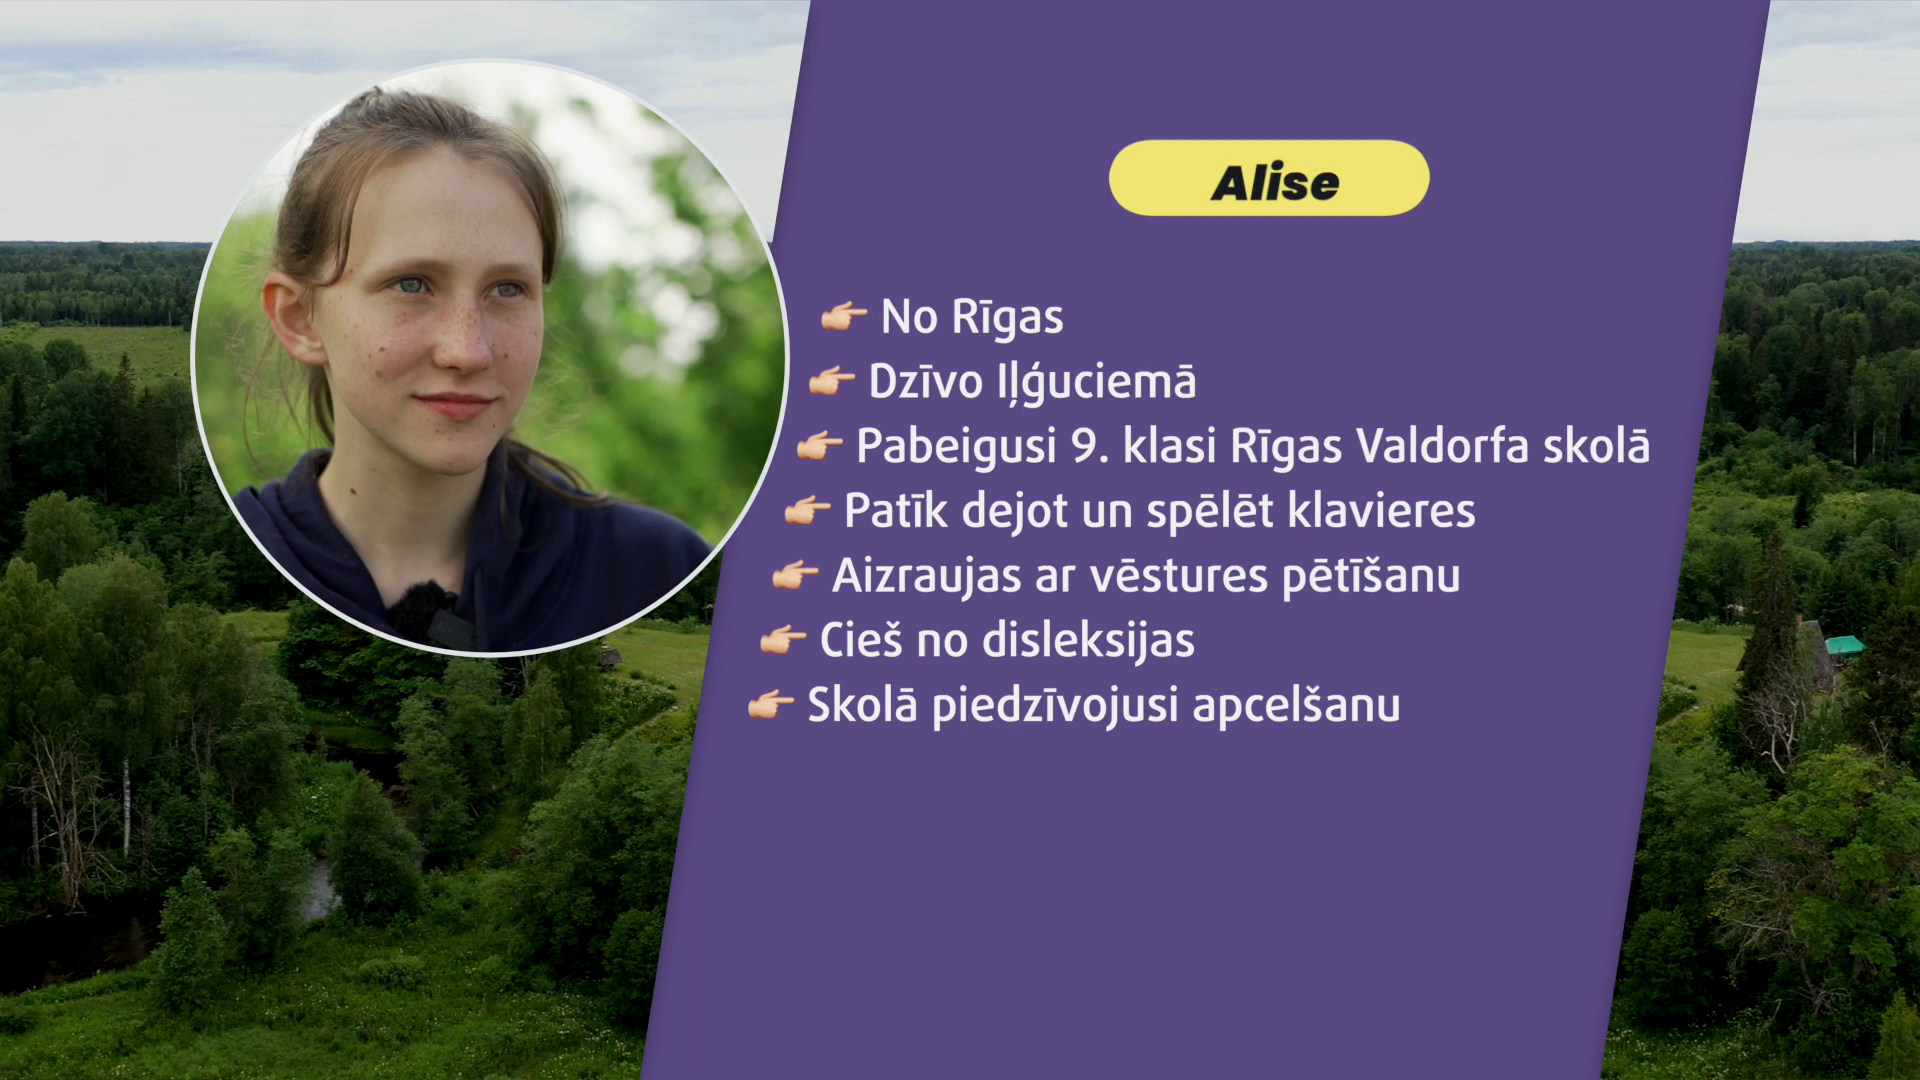 Alise
No Rīgas
Dzīvo Iļģuciemā
Pabeigusi 9. klasi Rīgas Valdorfa skolā
Patīk dejot un spēlēt klavieres
Aizraujas ar vēstures pētīšanu
Cieš no disleksijas
Skolā piedzīvojusi apcelšanu